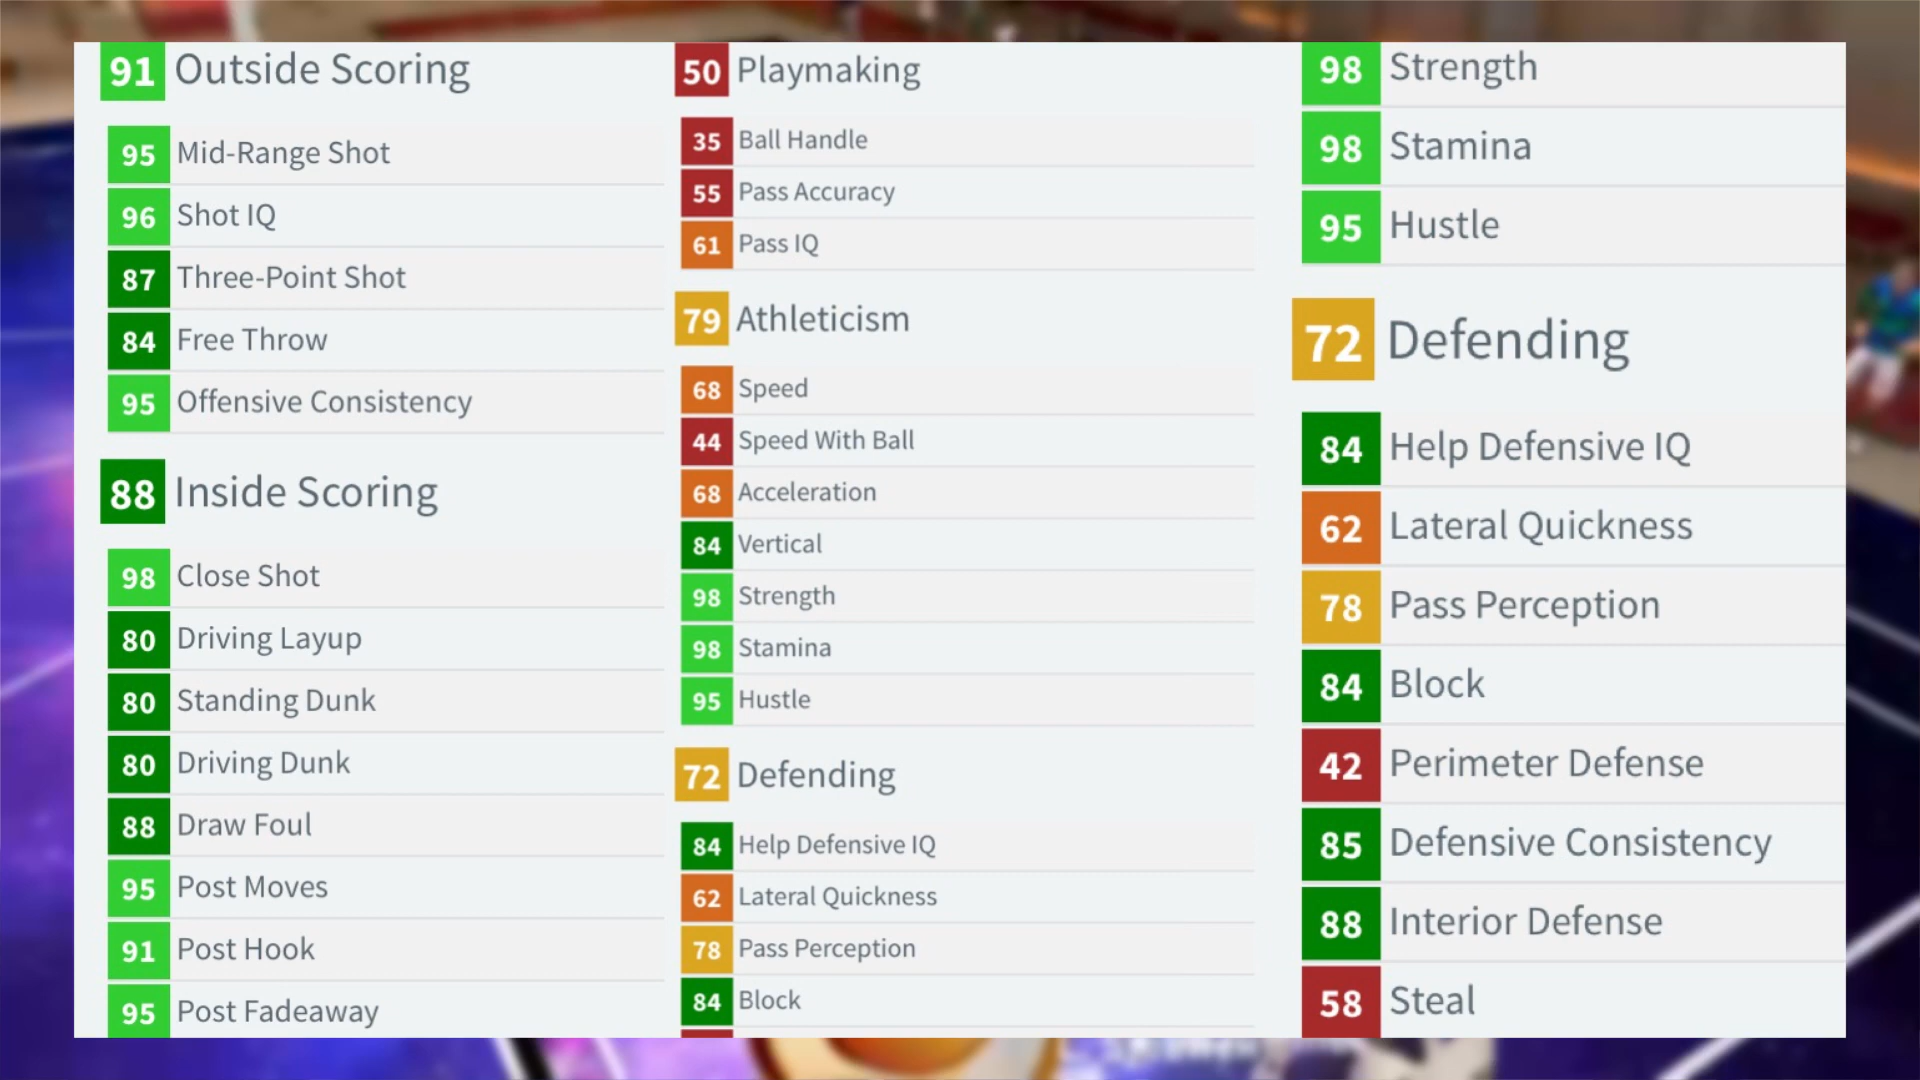 91 Outside Scoring
95 Mid-Range Shot
96 Shot IQ
87 Three-Point Shot
84 Free Throw
95 Offensive Consistency
88 Inside Scoring
98 Close Shot
80 Driving Layup
80 Standing Dunk
80 Driving Dunk
88 Draw Foul
95 Post Moves
91 Post Hook
95 Post Fadeaway
50 Playmaking
35 Ball Handle
55 Pass Accuracy
61 Pass IQ
79 Athleticism
68 Speed
44 Speed With Ball
68 Acceleration
84 Vertical
98 Strength
98 Stamina
95 Hustle
72 Defending
84 Help Defensive IQ
62 Lateral Quickness
78 Pass Perception
84 Block
98 Strength
98 Stamina
95 Hustle
72 Defending
84 Help Defensive IQ
62 Lateral Quickness
78 Pass Perception
84 Block
42 Perimeter Defense
85 Defensive Consistency
88 Interior Defense
58 Steal